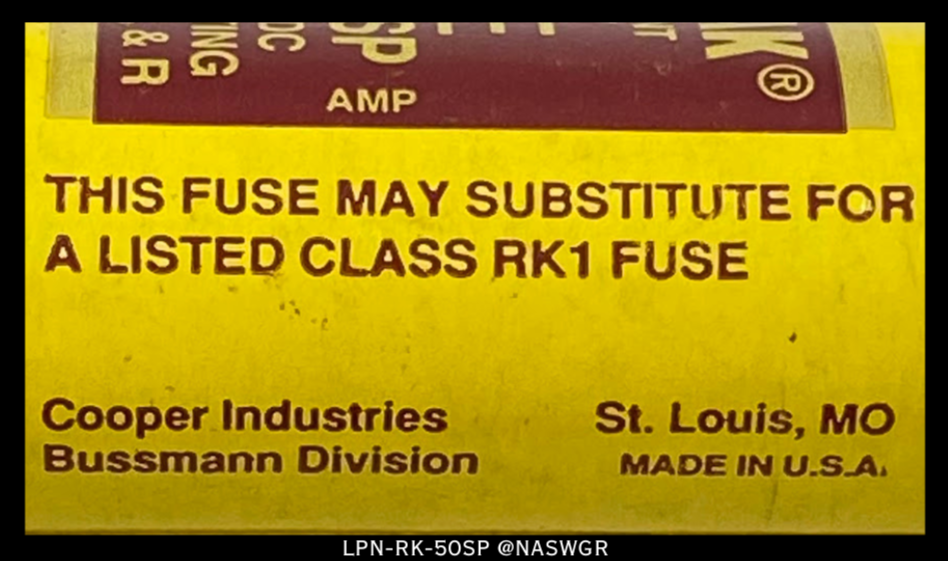 & R
AMP
®
THIS FUSE MAY SUBSTITUTE FOR
A LISTED CLASS RK1 FUSE
Cooper Industries
St. Louis, MO
Bussmann Division
MADE IN U.S.A.
LPN-RK-50SP @NASWGR